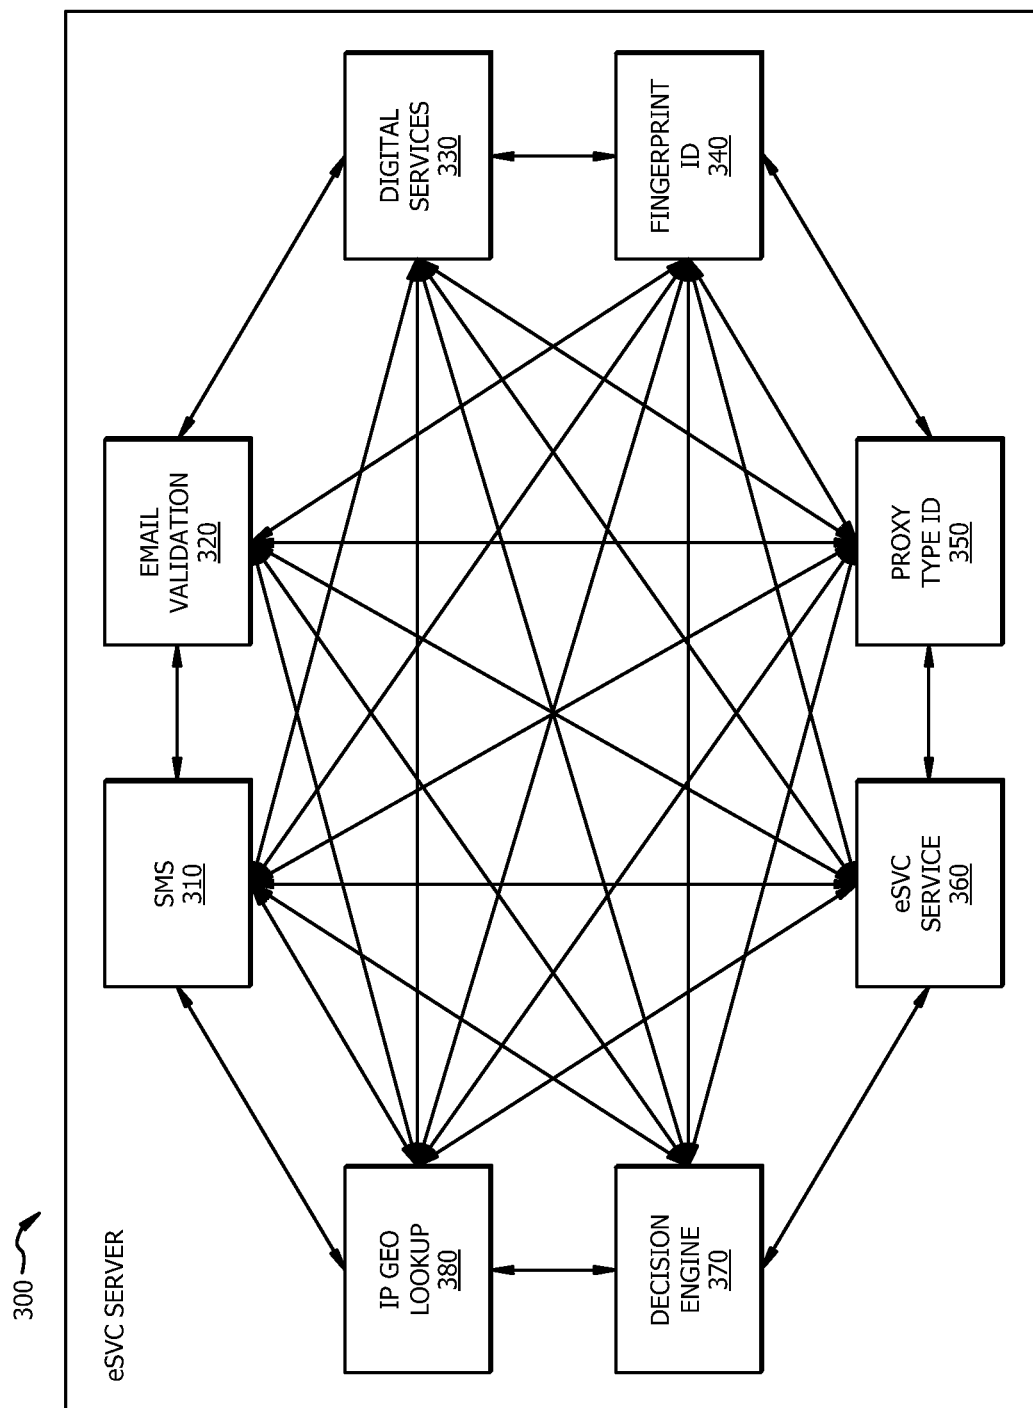 300
eSVC SERVER
IP GEO
LOOKUP
380
SMS
310
EMAIL
VALIDATION
320
DIGITAL
SERVICES
330
DECISION
ENGINE
370
eSVC
SERVICE
360
PROXY
TYPE ID
350
FINGERPRINT
ID
340